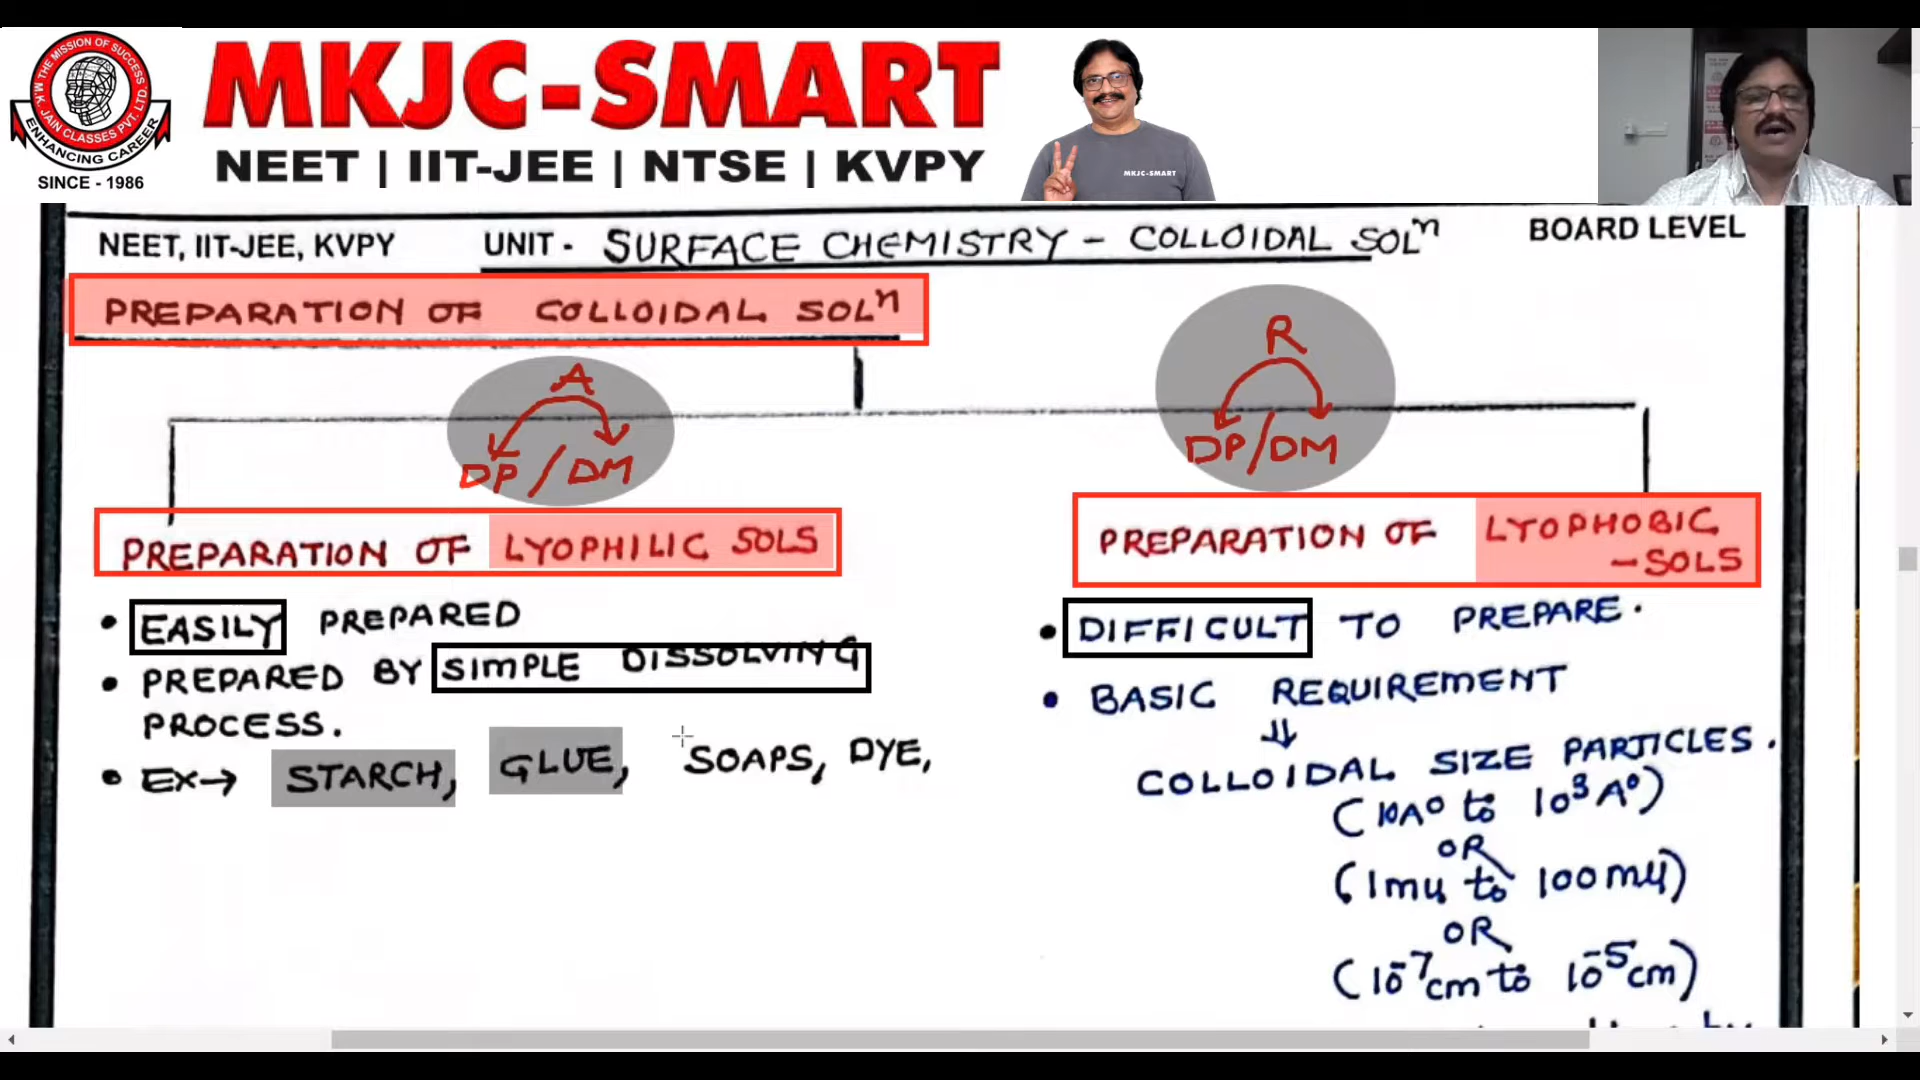 THE MISSION OF SUCCESS
M.K. JAIN CLASSES PVT. LTD.
ENHANCING CAREER
SINCE - 1986
MKJC-SMART
NEET | IIT-JEE | NTSE | KVPY
MKJC-SMART
NEET, IIT-JEE, KVPY UNIT - SURFACE CHEMISTRY - COLLOIDAL SOLⁿ BOARD LEVEL
PREPARATION OF COLLOIDAL SOLⁿ
A
DP / DM
R
DP/DM
PREPARATION OF LYOPHILIC SOLS
• EASILY PREPARED
• PREPARED BY SIMPLE DISSOLVING
PROCESS.
• EX→ STARCH, GLUE, SOAPS, DYE,
PREPARATION OF LYOPHOBIC
-SOLS
• DIFFICULT TO PREPARE.
• BASIC REQUIREMENT
⇓
COLLOIDAL SIZE PARTICLES.
(10A° to 10³A°)
OR
(1mμ to 100mμ)
OR
(10⁻⁷cm to 10⁻⁵cm)